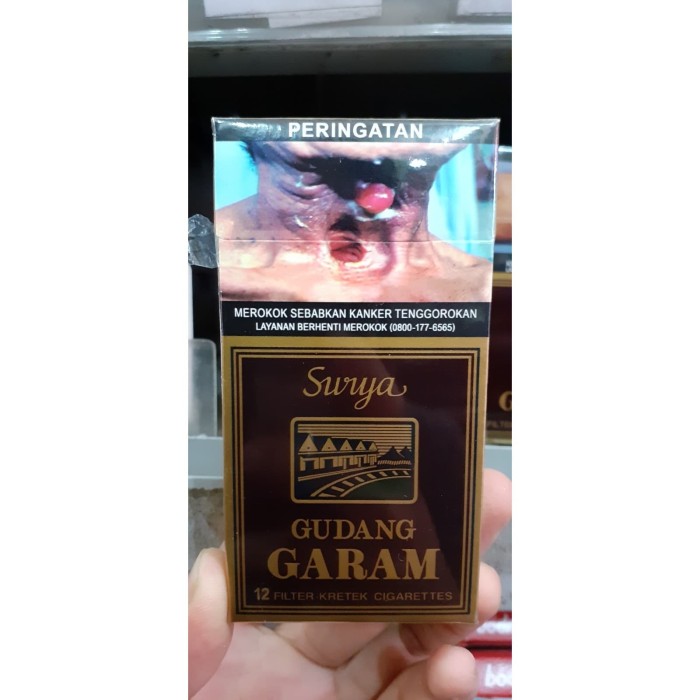 PERINGATAN
MEROKOK SEBABKAN KANKER TENGGOROKAN
LAYANAN BERHENTI MEROKOK (0800-177-6565)
Surya
GUDANG
GARAM
12 FILTER KRETEK CIGARETTES